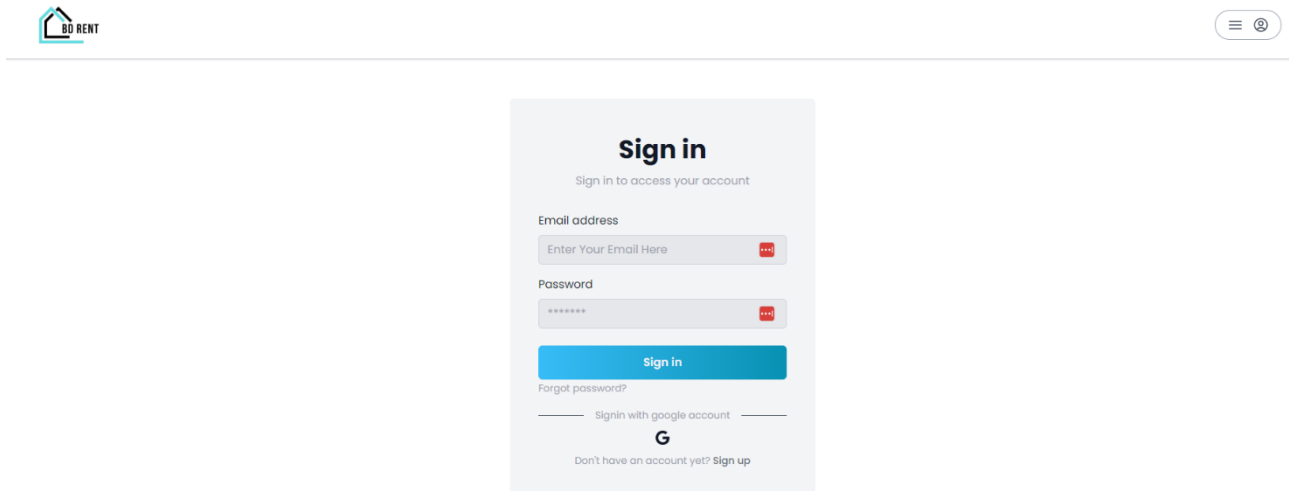 BD RENT
Sign in
Sign in to access your account
Email address
Enter Your Email Here
Password
*******
Sign in
Forgot password?
Signin with google account
G
Don't have an account yet? Sign up